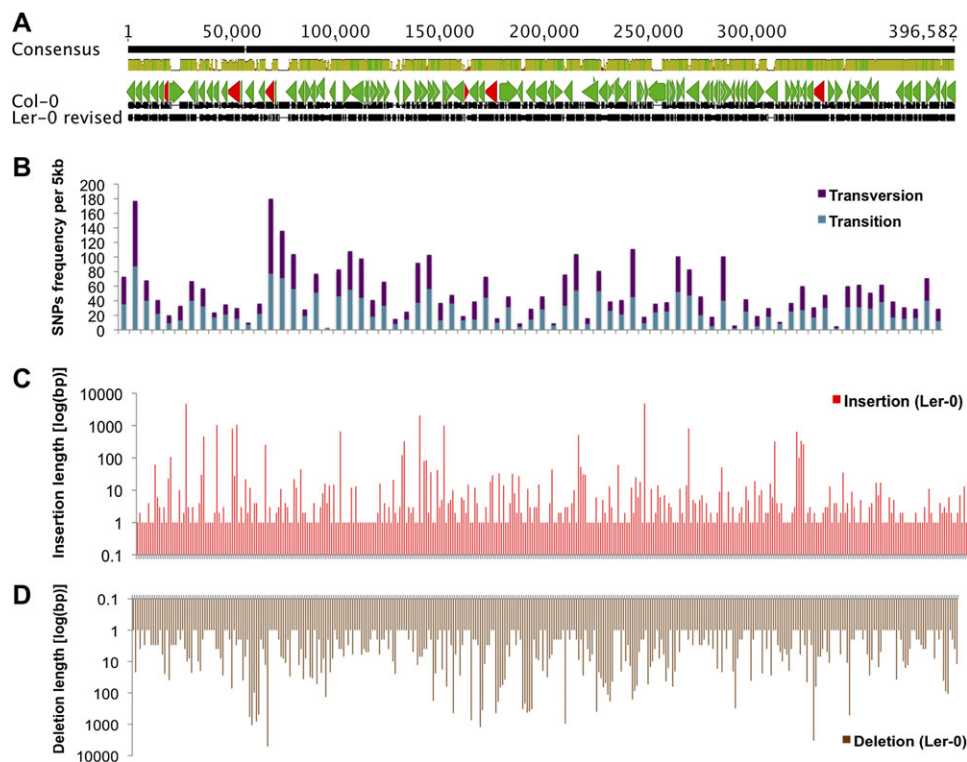 A
1 50,000 100,000 150,000 200,000 250,000 300,000 396,582
Consensus
Col-0
Ler-0 revised
B
SNPs frequency per 5kb
200
180
160
140
120
100
80
60
40
20
0
Transversion
Transition
C
Insertion length [log(bp)]
10000
1000
100
10
1
0.1
Insertion (Ler-0)
D
Deletion length [log(bp)]
0.1
1
10
100
1000
10000
Deletion (Ler-0)